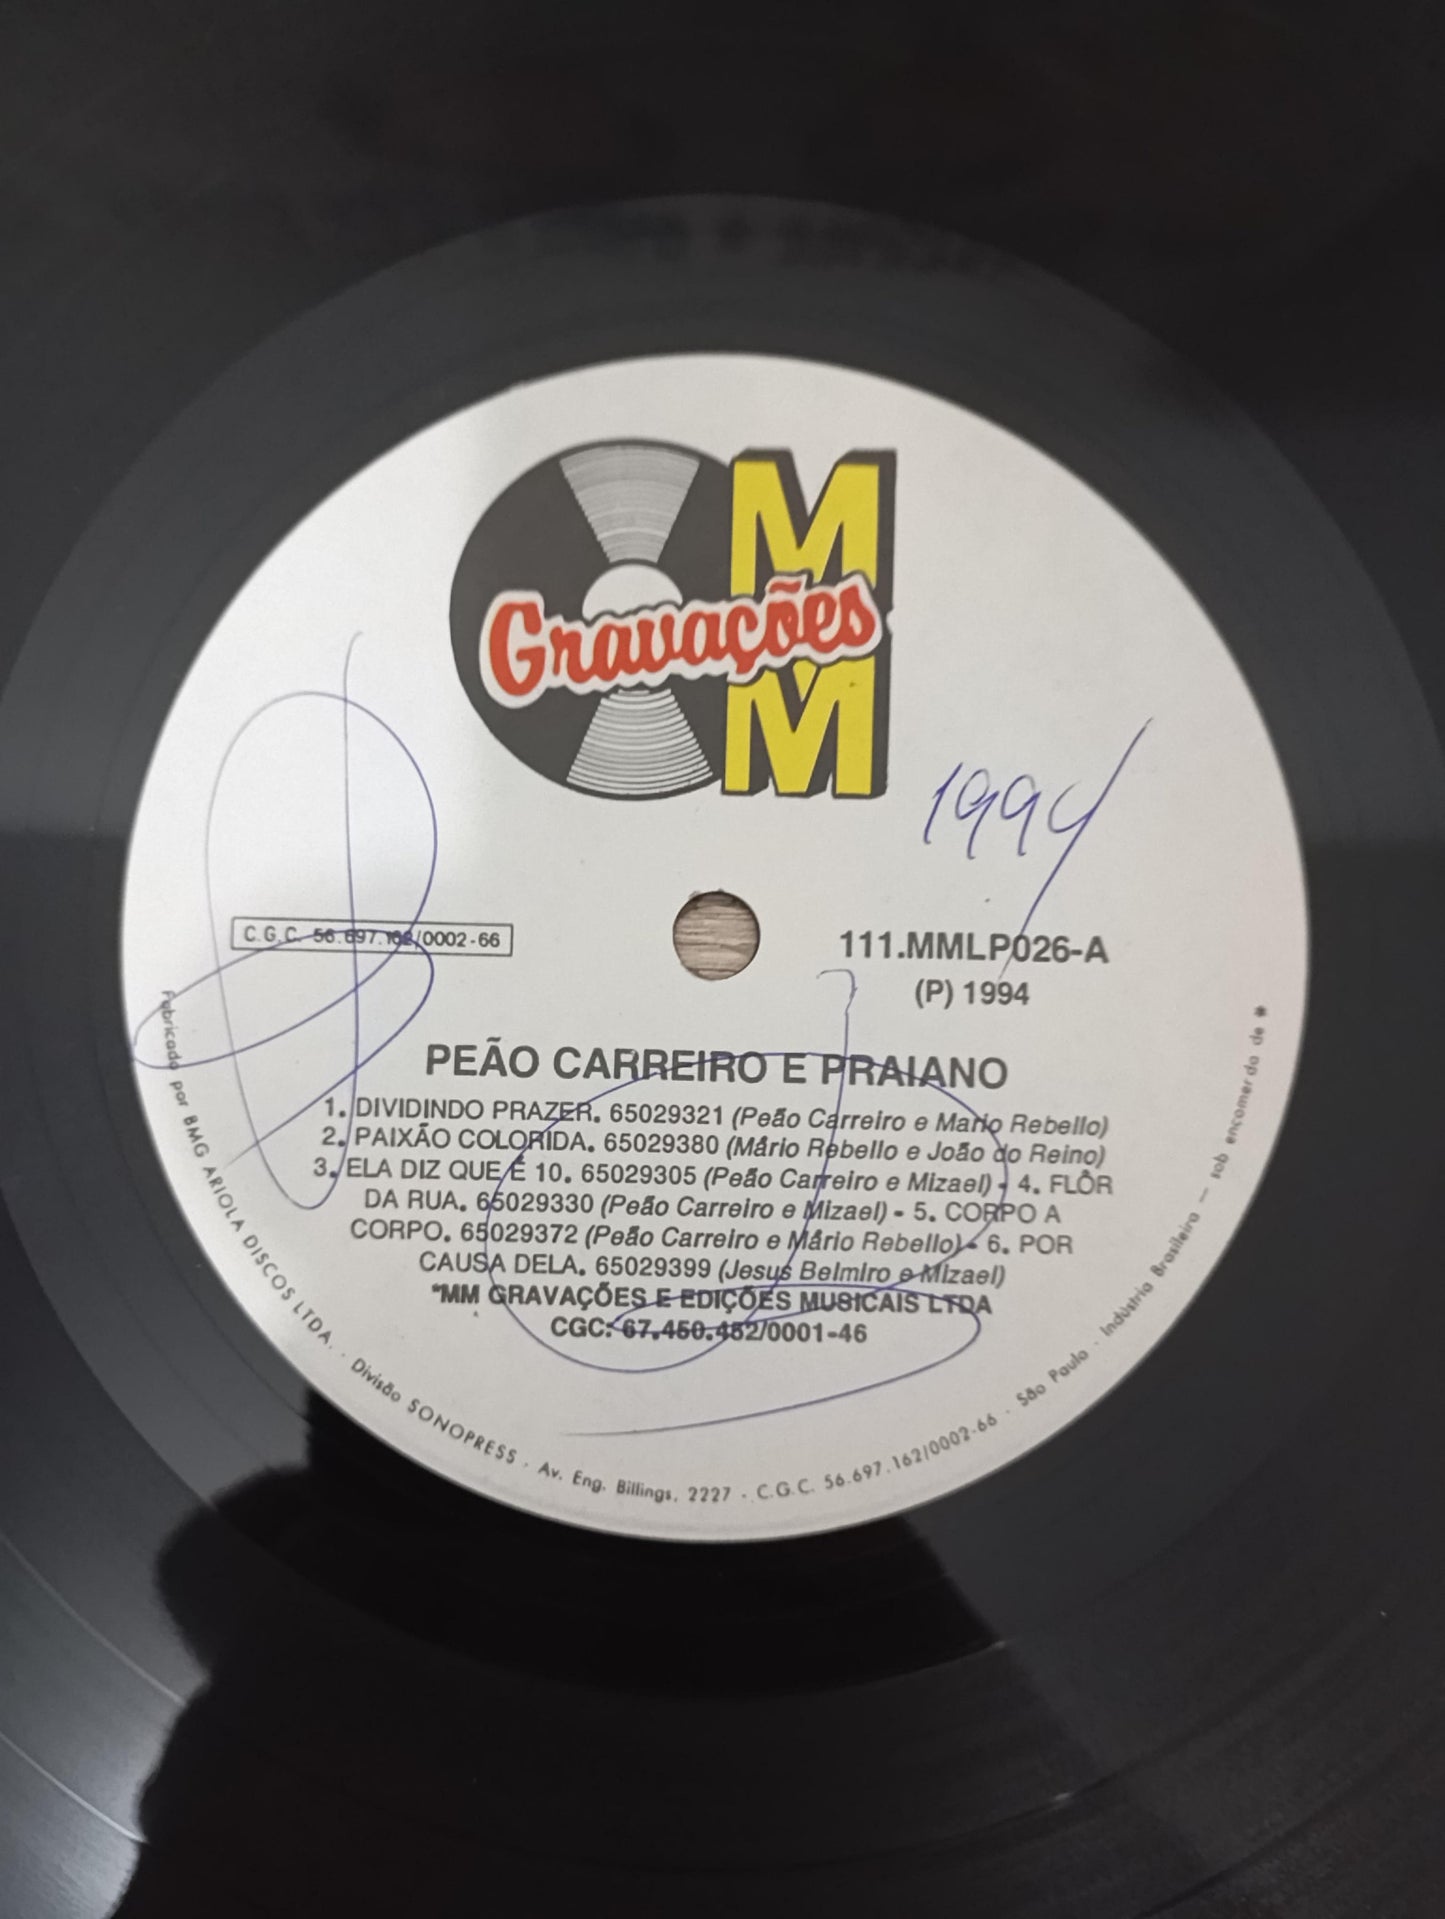 M
Gravações
M
1994
C.G.C. 56.697.162/0002-66
111.MMLP026-A
(P) 1994
PEÃO CARREIRO E PRAIANO
1. DIVIDINDO PRAZER. 65029321 (Peão Carreiro e Mario Rebello)
2. PAIXÃO COLORIDA. 65029380 (Mário Rebello e João do Reino)
3. ELA DIZ QUE É 10. 65029305 (Peão Carreiro e Mizael) - 4. FLÔR
DA RUA. 65029330 (Peão Carreiro e Mizael) - 5. CORPO A
CORPO. 65029372 (Peão Carreiro e Mário Rebello) - 6. POR
CAUSA DELA. 65029399 (Jesus Belmiro e Mizael)
"MM GRAVAÇÕES E EDIÇÕES MUSICAIS LTDA
CGC: 67.450.452/0001-46
Fabricado por BMG ARIOLA DISCOS LTDA. · Divisão SONOPRESS · Av. Eng. Billings, 2227 · C.G.C. 56.697.162/0002-66 · São Paulo · Indústria Brasileira — sob encomenda de *